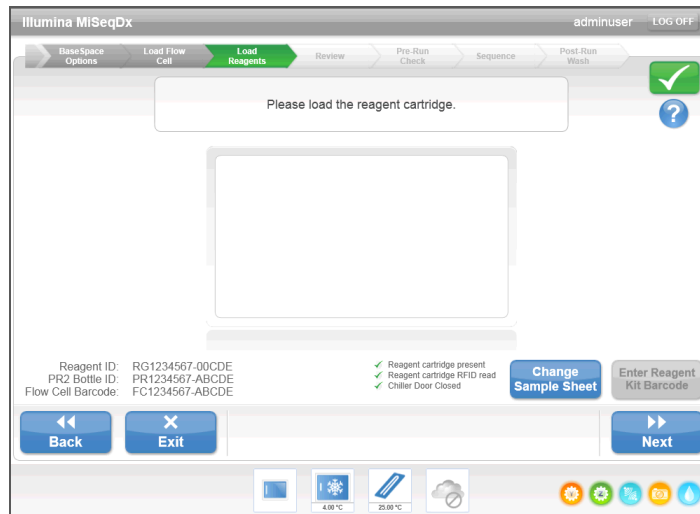 Illumina MiSeqDx
adminuser
LOG OFF
BaseSpace
Options
Load Flow
Cell
Load
Reagents
Review
Pre-Run
Check
Sequence
Post-Run
Wash
Please load the reagent cartridge.
?
Reagent ID: RG1234567-00CDE
PR2 Bottle ID: PR1234567-ABCDE
Flow Cell Barcode: FC1234567-ABCDE
Reagent cartridge present
Reagent cartridge RFID read
Chiller Door Closed
Change
Sample Sheet
Enter Reagent
Kit Barcode
Back
Exit
Next
4.00 °C
25.00 °C